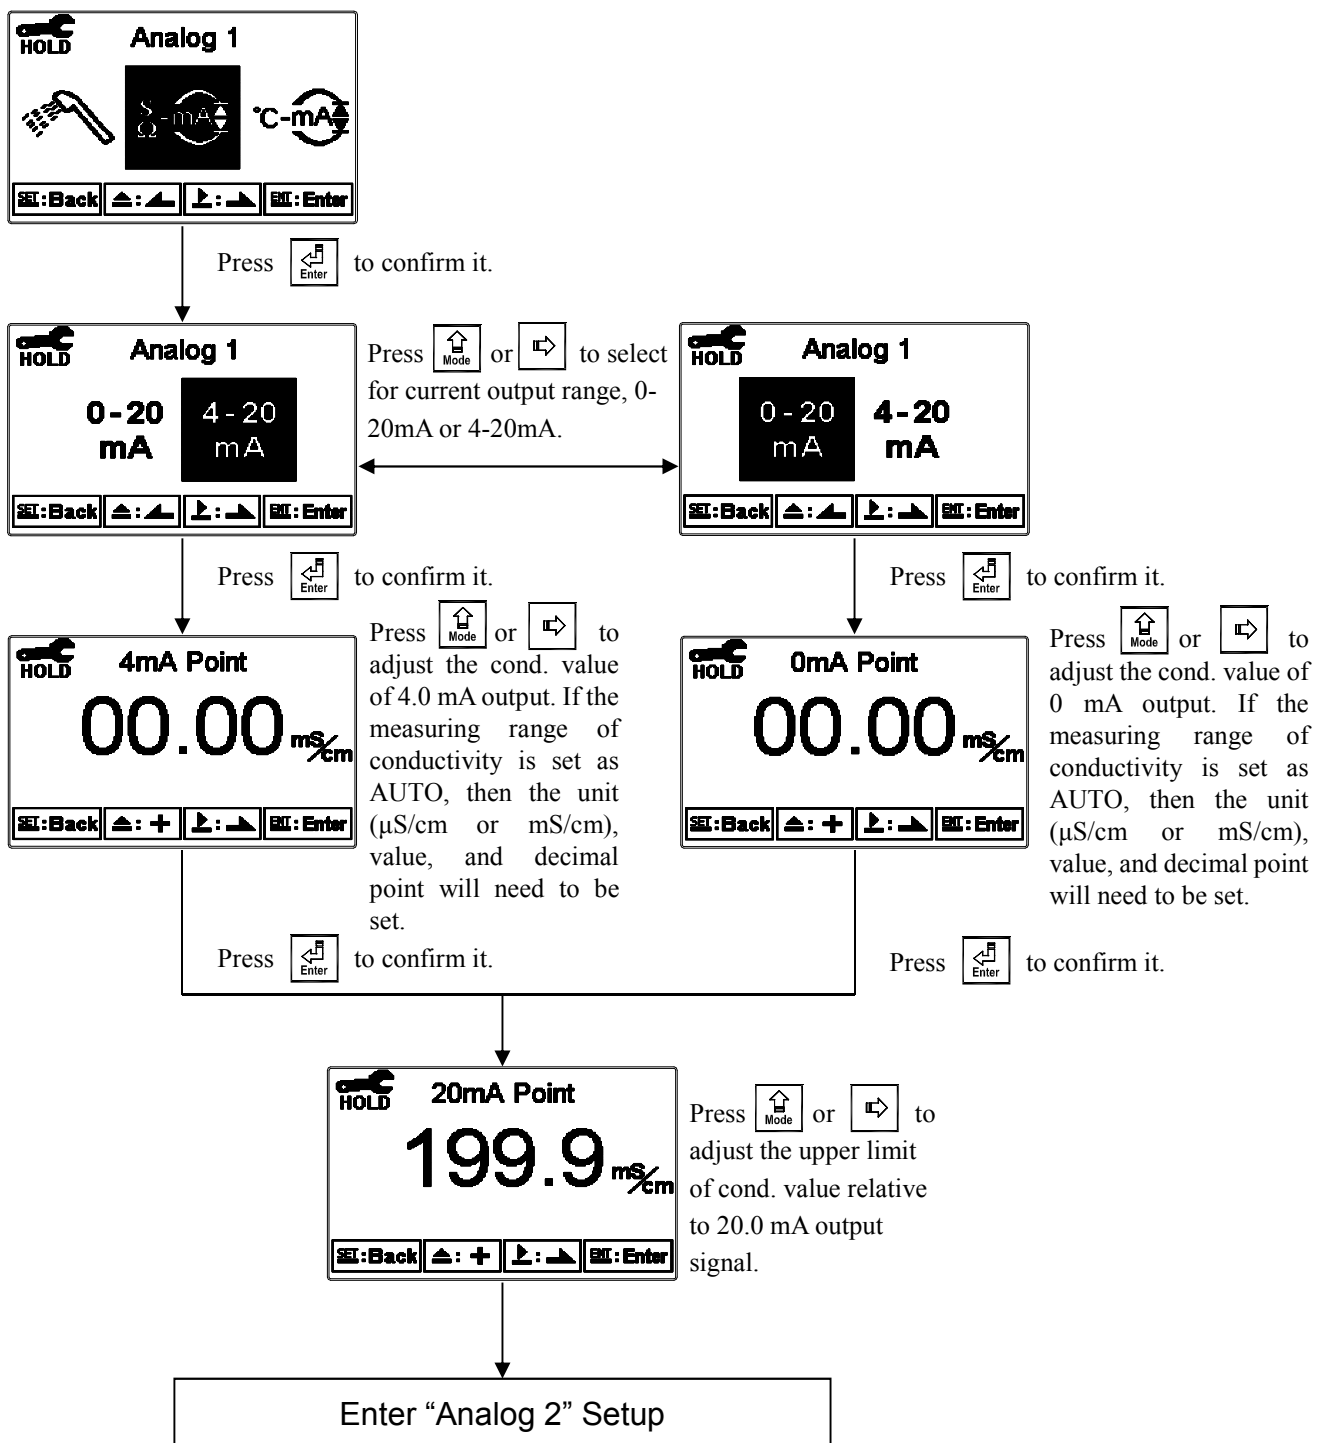 HOLD
Analog 1
S
Ω -mA
°C-mA
SET:Back
ENT:Enter
Press Enter to confirm it.
HOLD
Analog 1
0-20
mA
4-20
mA
SET:Back
ENT:Enter
Press Mode or to select
for current output range, 0-
20mA or 4-20mA.
HOLD
Analog 1
0-20
mA
4-20
mA
SET:Back
ENT:Enter
Press Enter to confirm it.
Press Enter to confirm it.
HOLD
4mA Point
00.00 mS/cm
SET:Back
: +
ENT:Enter
Press Mode or to
adjust the cond. value
of 4.0 mA output. If the
measuring range of
conductivity is set as
AUTO, then the unit
(μS/cm or mS/cm),
value, and decimal
point will need to be
set.
HOLD
0mA Point
00.00 mS/cm
SET:Back
: +
ENT:Enter
Press Mode or to
adjust the cond. value of
0 mA output. If the
measuring range of
conductivity is set as
AUTO, then the unit
(μS/cm or mS/cm),
value, and decimal point
will need to be set.
Press Enter to confirm it.
Press Enter to confirm it.
HOLD
20mA Point
199.9 mS/cm
SET:Back
: +
ENT:Enter
Press Mode or to
adjust the upper limit
of cond. value relative
to 20.0 mA output
signal.
Enter “Analog 2” Setup